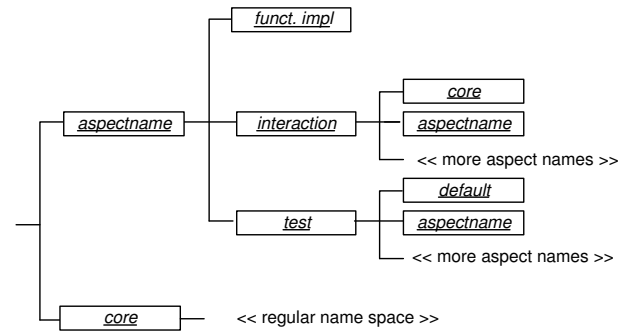 funct. impl
core
aspectname
interaction
aspectname
<< more aspect names >>
default
test
aspectname
<< more aspect names >>
core
<< regular name space >>